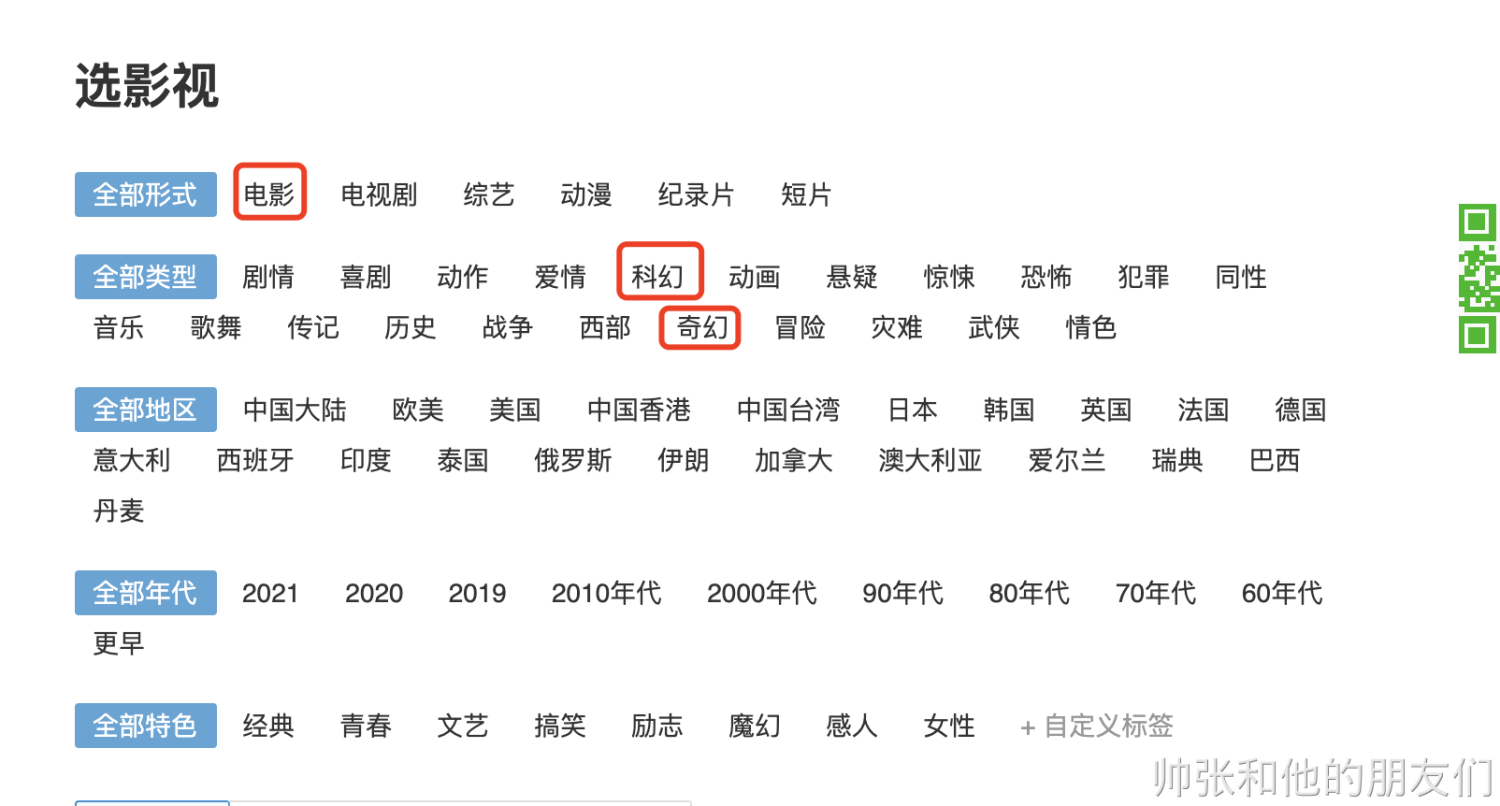 选影视
全部形式 电影 电视剧 综艺 动漫 纪录片 短片
全部类型 剧情 喜剧 动作 爱情 科幻 动画 悬疑 惊悚 恐怖 犯罪 同性
音乐 歌舞 传记 历史 战争 西部 奇幻 冒险 灾难 武侠 情色
全部地区 中国大陆 欧美 美国 中国香港 中国台湾 日本 韩国 英国 法国 德国
意大利 西班牙 印度 泰国 俄罗斯 伊朗 加拿大 澳大利亚 爱尔兰 瑞典 巴西
丹麦
全部年代 2021 2020 2019 2010年代 2000年代 90年代 80年代 70年代 60年代
更早
全部特色 经典 青春 文艺 搞笑 励志 魔幻 感人 女性 + 自定义标签
帅张和他的朋友们